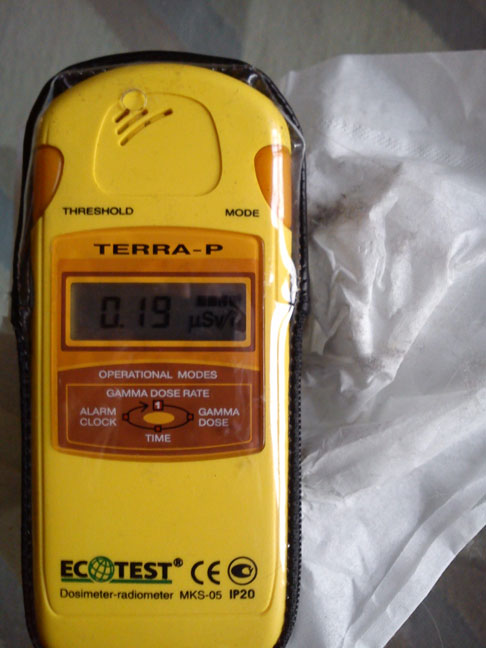 THRESHOLD MODE
TERRA-P
0.19 μSv/h
OPERATIONAL MODES
GAMMA DOSE RATE
ALARM CLOCK
1
GAMMA DOSE
TIME
ECOTEST®
CE
Dosimeter-radiometer MKS-05 IP20